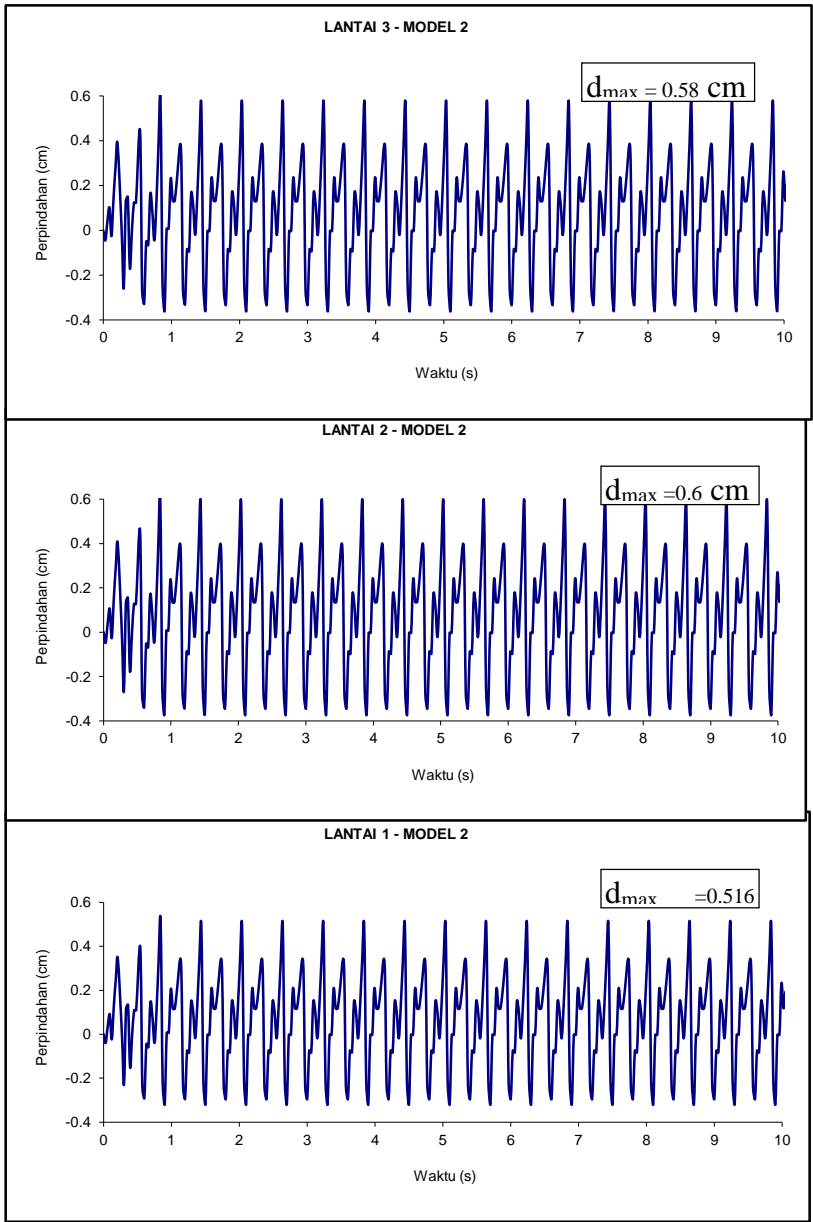 LANTAI 3 - MODEL 2
dmax = 0.58 cm
0.6
0.4
0.2
0
-0.2
-0.4
Perpindahan (cm)
0 1 2 3 4 5 6 7 8 9 10
Waktu (s)
LANTAI 2 - MODEL 2
dmax =0.6 cm
0.6
0.4
0.2
0
-0.2
-0.4
Perpindahan (cm)
0 1 2 3 4 5 6 7 8 9 10
Waktu (s)
LANTAI 1 - MODEL 2
dmax =0.516
0.6
0.4
0.2
0
-0.2
-0.4
Perpindahan (cm)
0 1 2 3 4 5 6 7 8 9 10
Waktu (s)